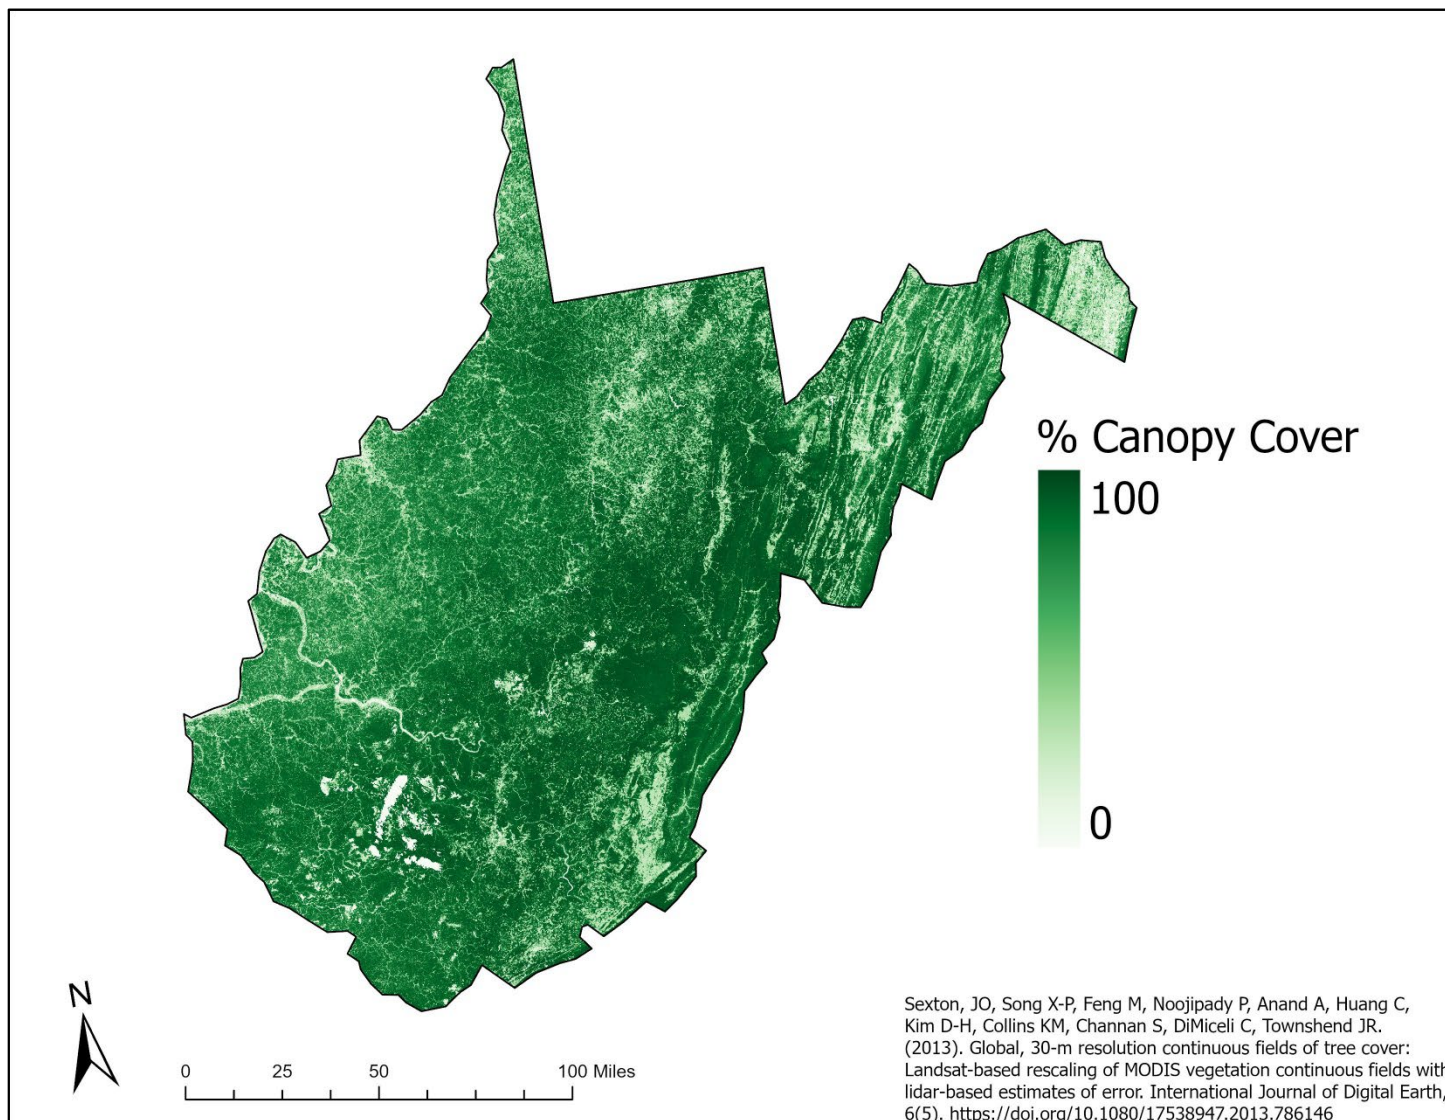 % Canopy Cover
100
0
N
0 25 50 100 Miles
Sexton, JO, Song X-P, Feng M, Noojipady P, Anand A, Huang C,
Kim D-H, Collins KM, Channan S, DiMiceli C, Townshend JR.
(2013). Global, 30-m resolution continuous fields of tree cover:
Landsat-based rescaling of MODIS vegetation continuous fields with
lidar-based estimates of error. International Journal of Digital Earth,
6(5). https://doi.org/10.1080/17538947.2013.786146